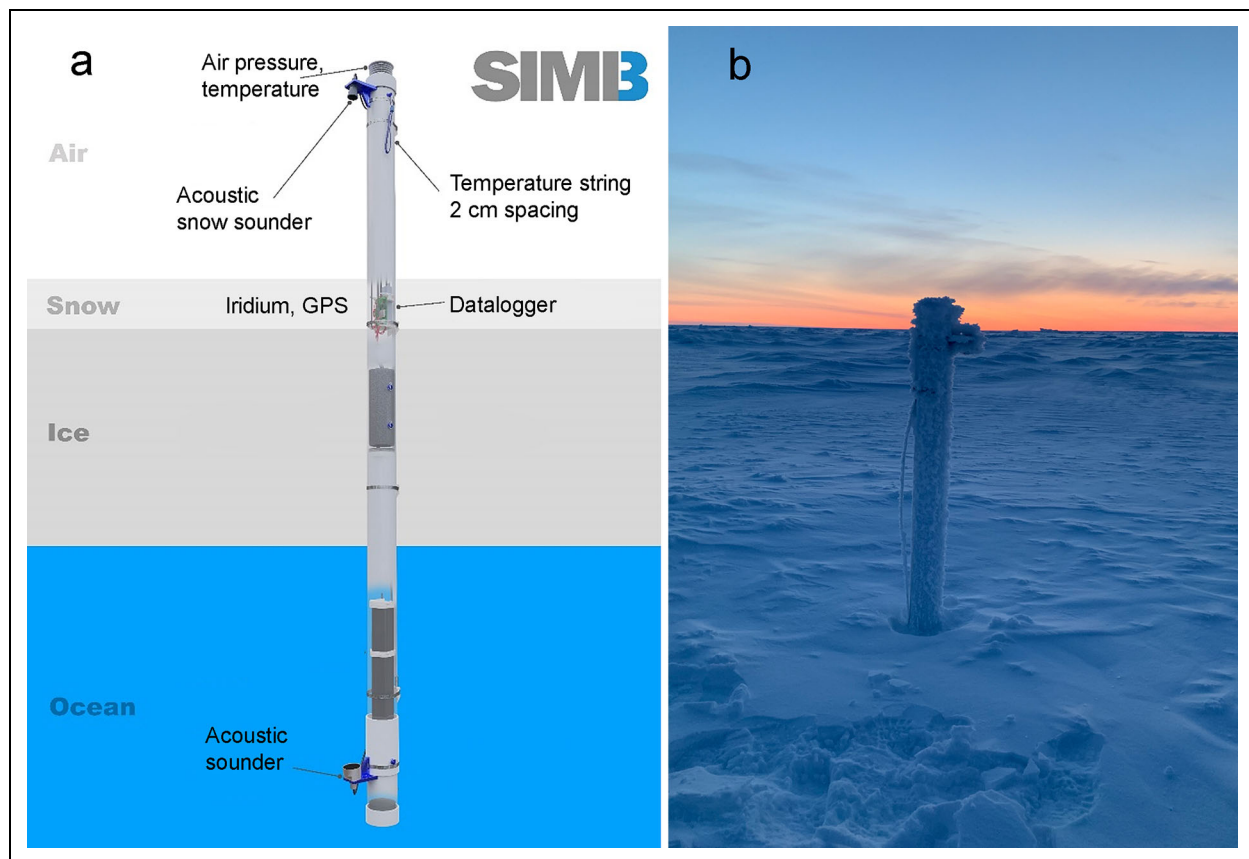 a
Air pressure,
temperature
SIMB3
Air
Acoustic
snow sounder
Temperature string
2 cm spacing
Snow
Iridium, GPS
Datalogger
Ice
Ocean
Acoustic
sounder
b